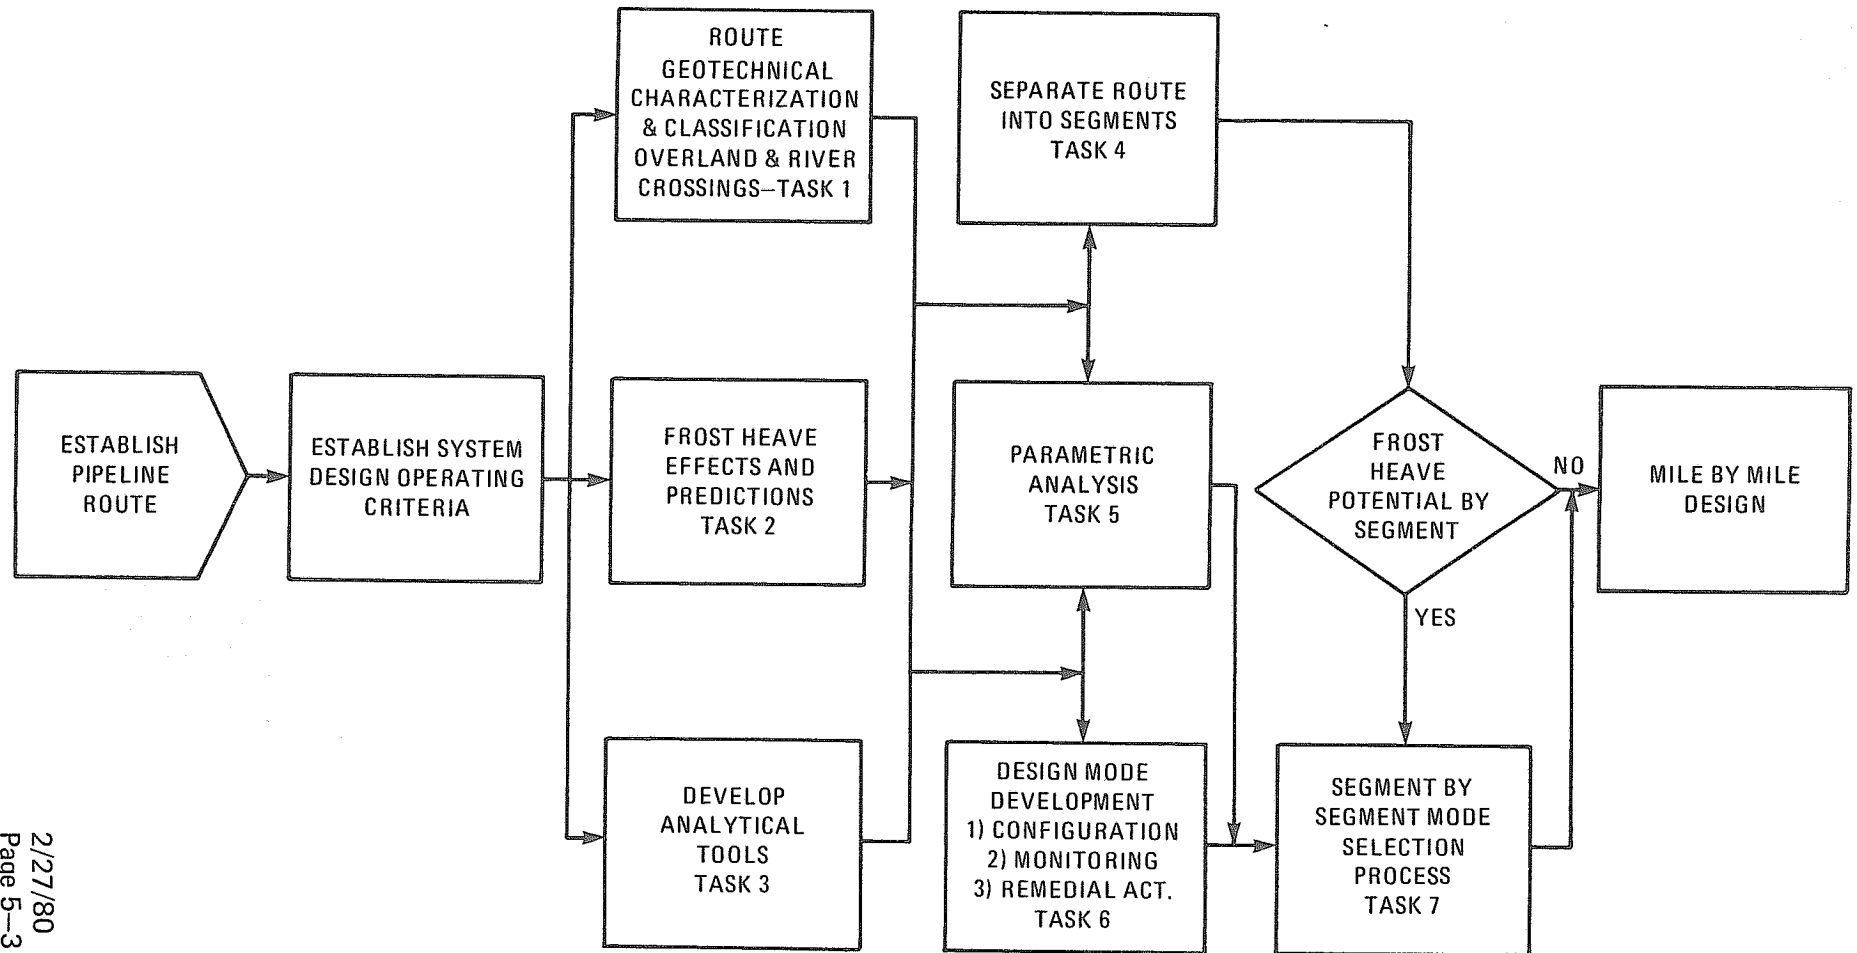 ROUTE
GEOTECHNICAL
CHARACTERIZATION
& CLASSIFICATION
OVERLAND & RIVER
CROSSINGS–TASK 1
SEPARATE ROUTE
INTO SEGMENTS
TASK 4
ESTABLISH
PIPELINE
ROUTE
ESTABLISH SYSTEM
DESIGN OPERATING
CRITERIA
FROST HEAVE
EFFECTS AND
PREDICTIONS
TASK 2
PARAMETRIC
ANALYSIS
TASK 5
FROST
HEAVE
POTENTIAL BY
SEGMENT
NO
YES
MILE BY MILE
DESIGN
DEVELOP
ANALYTICAL
TOOLS
TASK 3
DESIGN MODE
DEVELOPMENT
1) CONFIGURATION
2) MONITORING
3) REMEDIAL ACT.
TASK 6
SEGMENT BY
SEGMENT MODE
SELECTION
PROCESS
TASK 7
2/27/80
Page 5–3